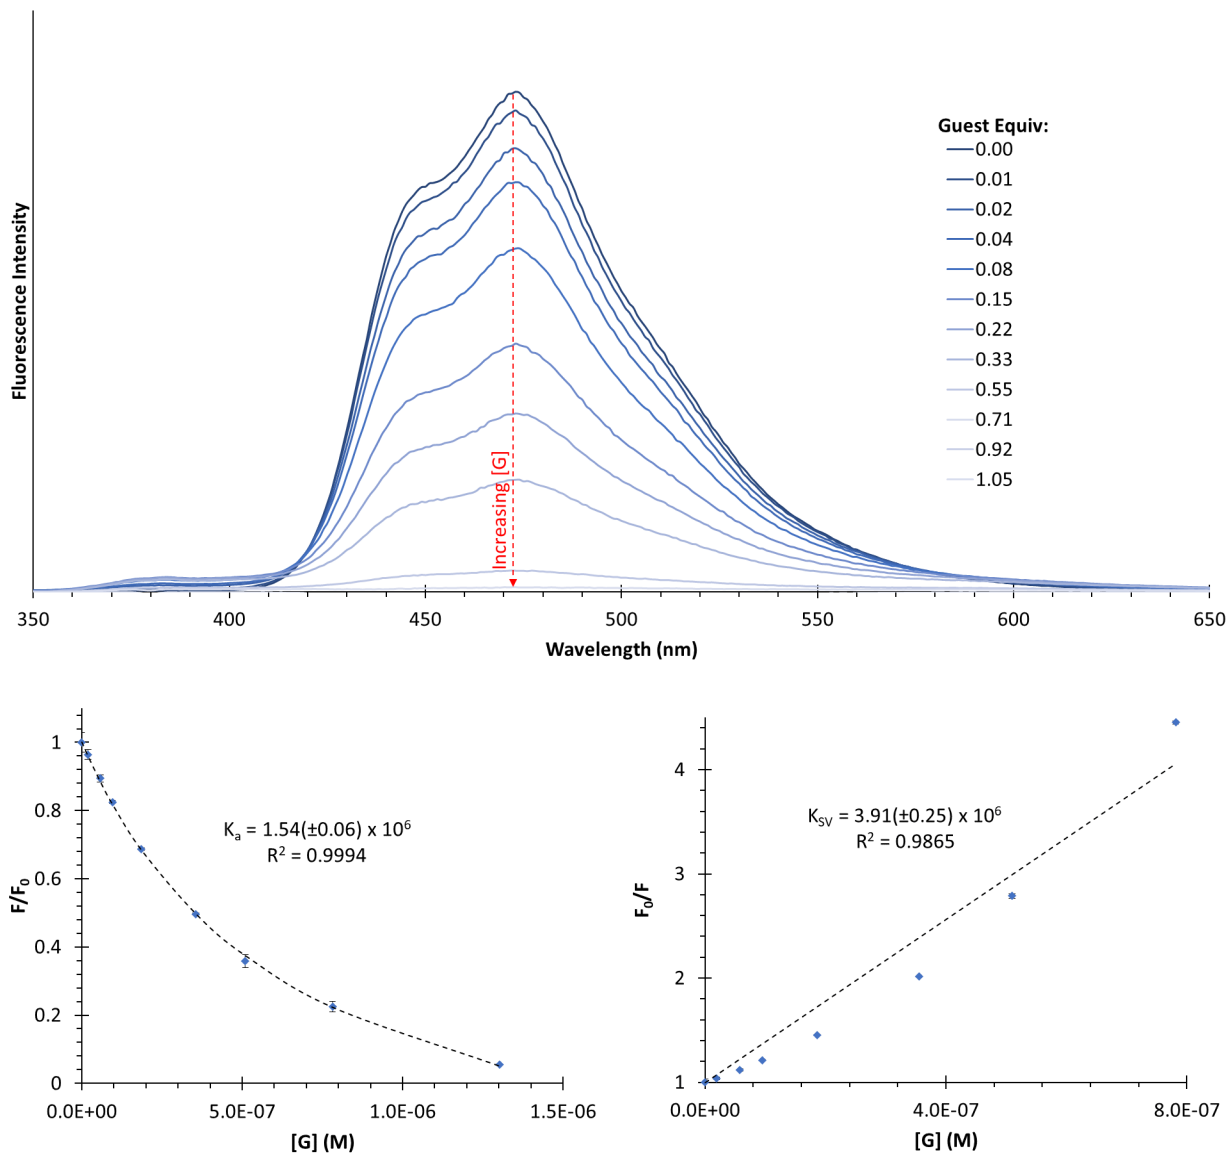 Fluorescence Intensity
Guest Equiv:
0.00
0.01
0.02
0.04
0.08
0.15
0.22
0.33
0.55
0.71
0.92
1.05
Increasing [G]
350 400 450 500 550 600 650
Wavelength (nm)
F/F0
1
0.8
0.6
0.4
0.2
0
Ka = 1.54(±0.06) x 10^6
R^2 = 0.9994
0.0E+00 5.0E-07 1.0E-06 1.5E-06
[G] (M)
F0/F
4
3
2
1
KSV = 3.91(±0.25) x 10^6
R^2 = 0.9865
0.0E+00 4.0E-07 8.0E-07
[G] (M)